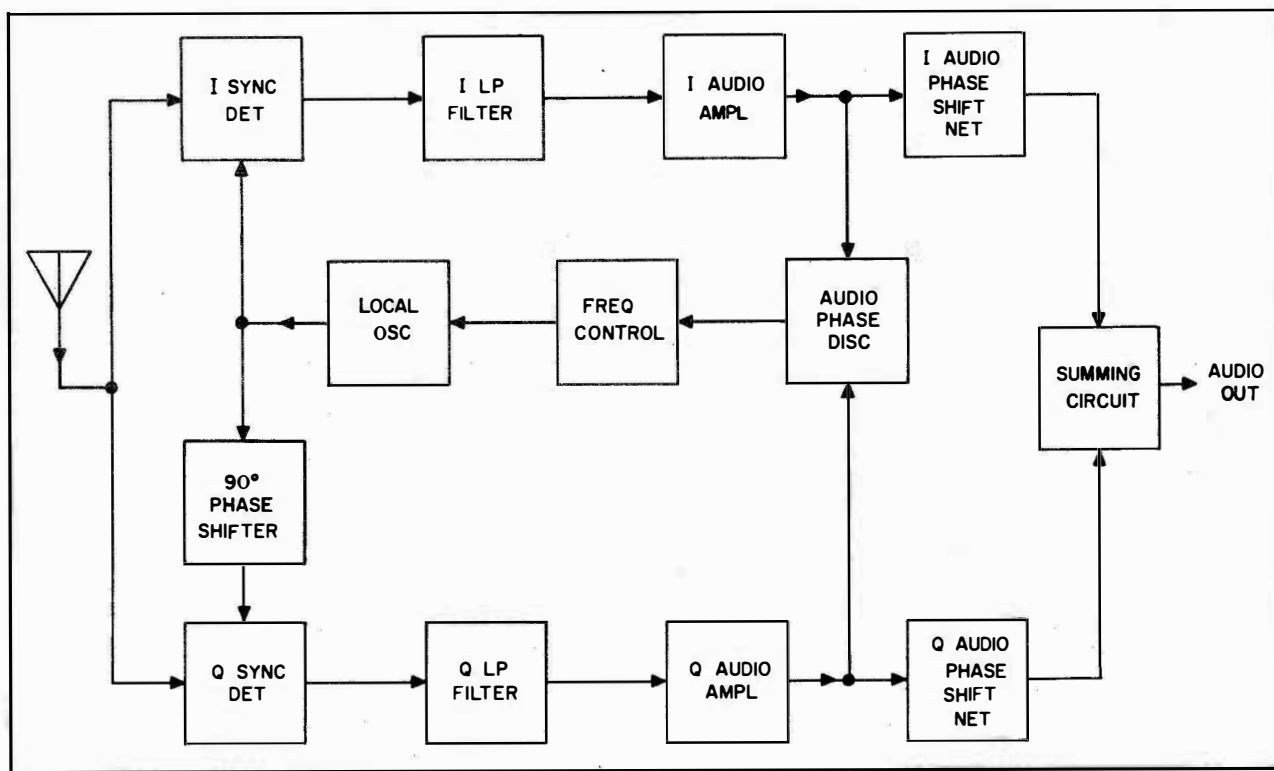 I SYNC
DET
I LP
FILTER
I AUDIO
AMPL
I AUDIO
PHASE
SHIFT
NET
LOCAL
OSC
FREQ
CONTROL
AUDIO
PHASE
DISC
SUMMING
CIRCUIT
AUDIO
OUT
90°
PHASE
SHIFTER
Q SYNC
DET
Q LP
FILTER
Q AUDIO
AMPL
Q AUDIO
PHASE
SHIFT
NET